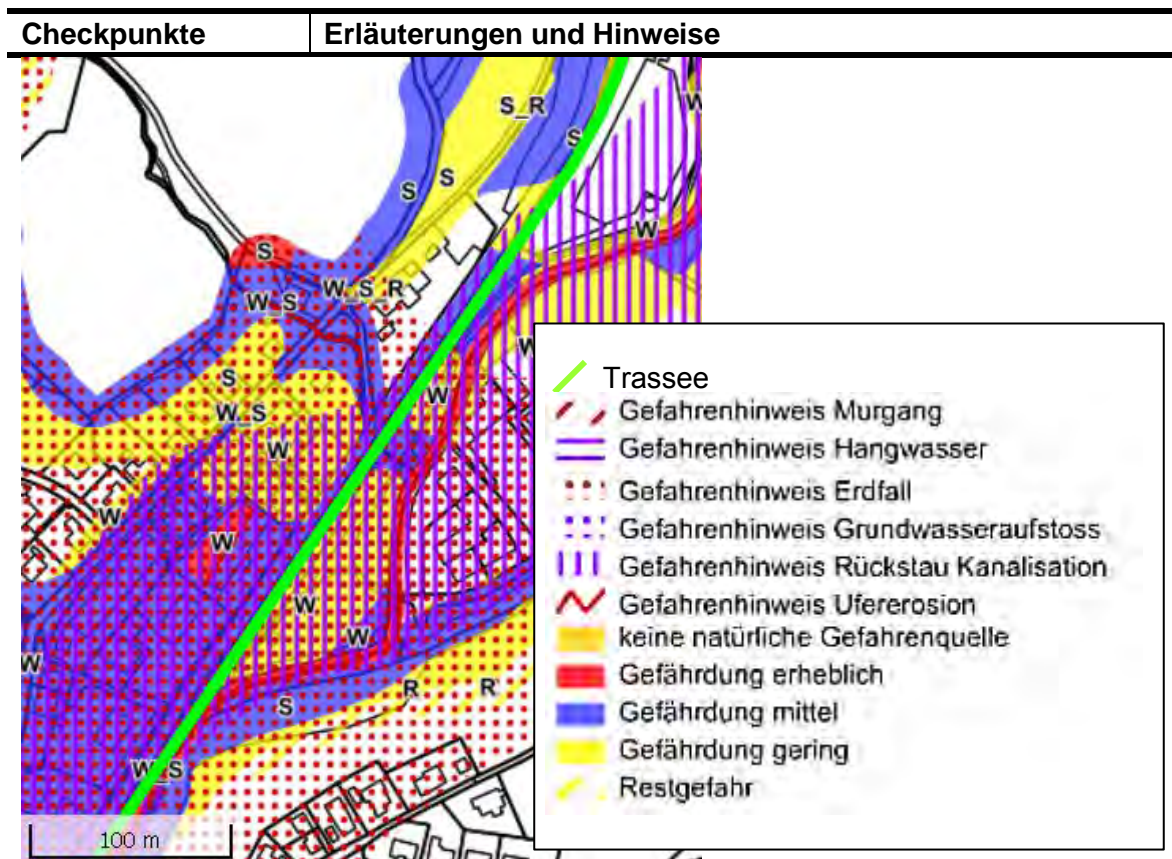 Checkpunkte Erläuterungen und Hinweise
S_R
W
S
S
S
W
S
W_S_R
W_S
W
S
W
W_S
W
W
W
W
W
W
W
S
R
R
W_S
100 m
Trassee
Gefahrenhinweis Murgang
Gefahrenhinweis Hangwasser
Gefahrenhinweis Erdfall
Gefahrenhinweis Grundwasseraufstoss
Gefahrenhinweis Rückstau Kanalisation
Gefahrenhinweis Ufererosion
keine natürliche Gefahrenquelle
Gefährdung erheblich
Gefährdung mittel
Gefährdung gering
Restgefahr